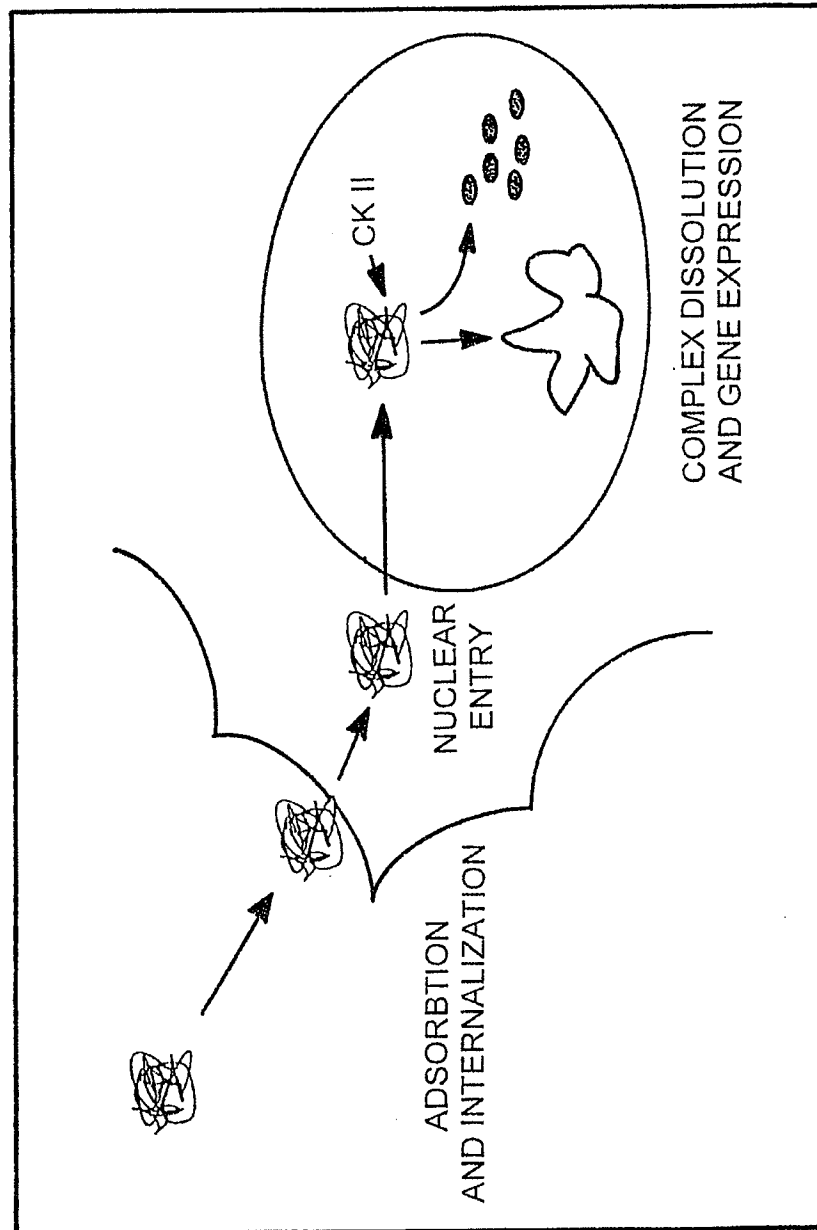 ADSORBTION
AND INTERNALIZATION
NUCLEAR
ENTRY
CK II
COMPLEX DISSOLUTION
AND GENE EXPRESSION